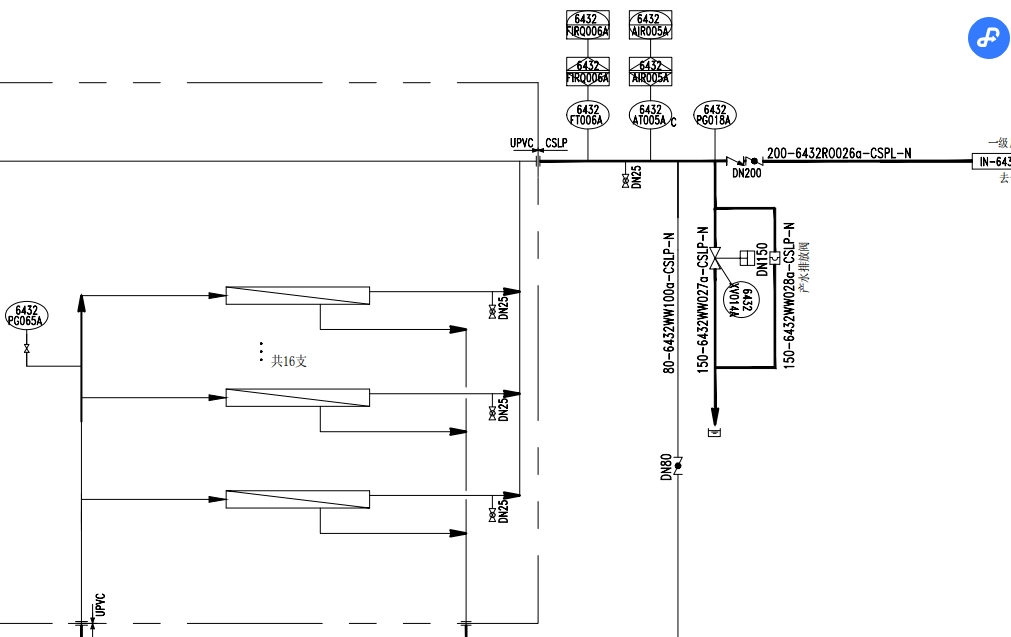 6432
FIRQ006A
6432
AIR005A
6432
FIRQ006A
6432
AIR005A
6432
FT006A
6432
AT005A
C
6432
PG018A
UPVC
CSLP
200-6432RO026a-CSPL-N
一级
IN-643
去
DN200
DN25
80-6432WW100a-CSLP-N
150-6432WW027a-CSLP-N
DN150
150-6432WW028a-CSLP-N
产水排放阀
6432
XV014A
6432
PG065A
DN25
共16支
DN25
DN80
DN25
UPVC